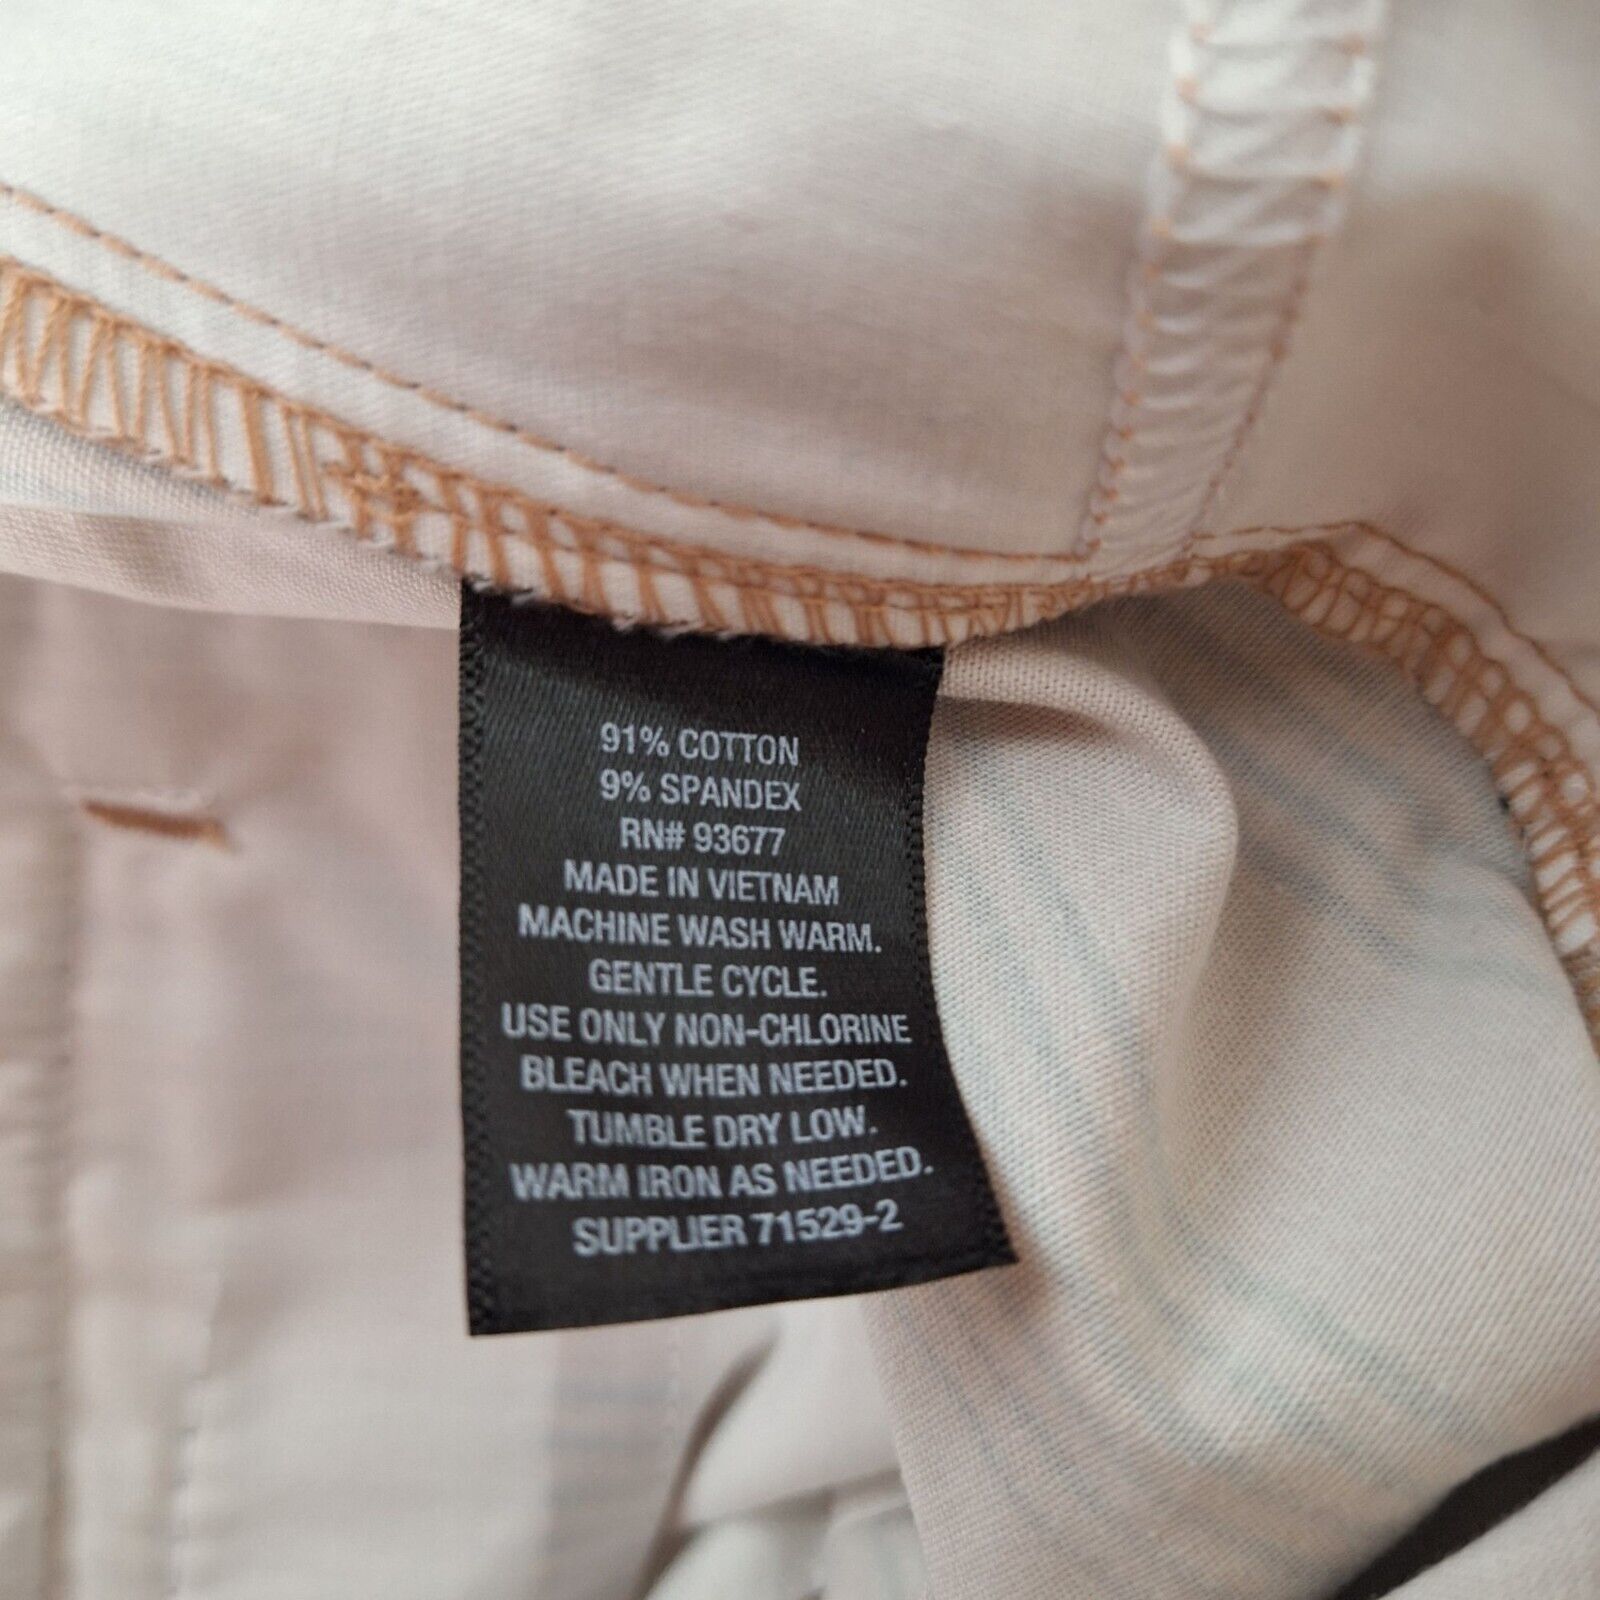 91% COTTON
9% SPANDEX
RN# 93677
MADE IN VIETNAM
MACHINE WASH WARM.
GENTLE CYCLE.
USE ONLY NON-CHLORINE
BLEACH WHEN NEEDED.
TUMBLE DRY LOW.
WARM IRON AS NEEDED.
SUPPLIER 71529-2